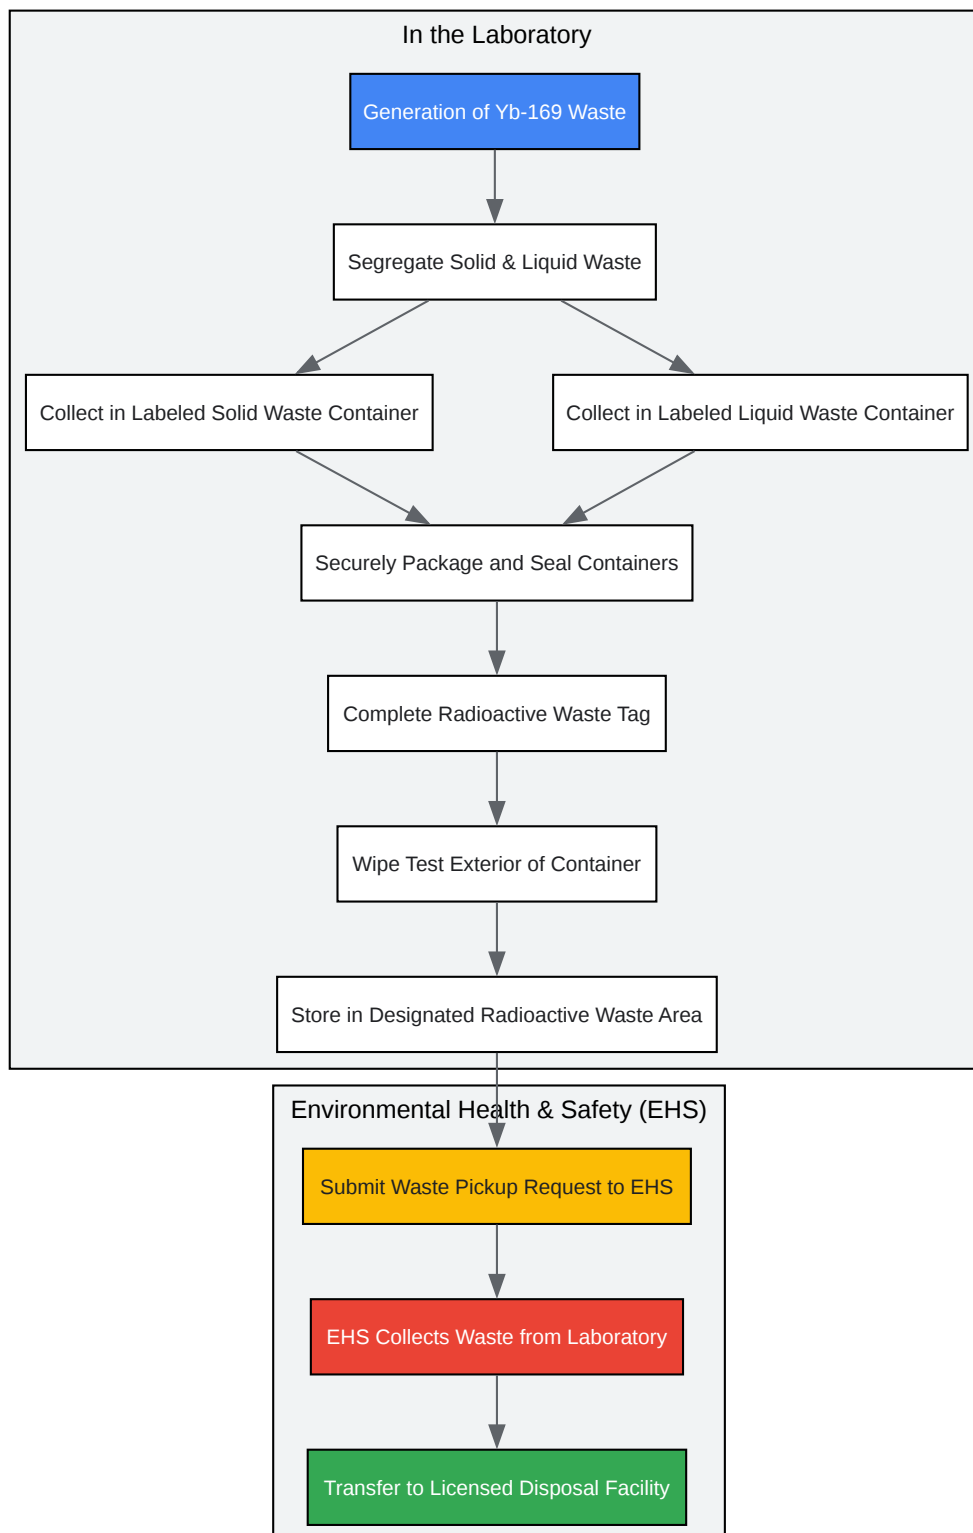 In the Laboratory
Generation of Yb-169 Waste
Segregate Solid & Liquid Waste
Collect in Labeled Solid Waste Container
Collect in Labeled Liquid Waste Container
Securely Package and Seal Containers
Complete Radioactive Waste Tag
Wipe Test Exterior of Container
Store in Designated Radioactive Waste Area
Environmental Health & Safety (EHS)
Submit Waste Pickup Request to EHS
EHS Collects Waste from Laboratory
Transfer to Licensed Disposal Facility